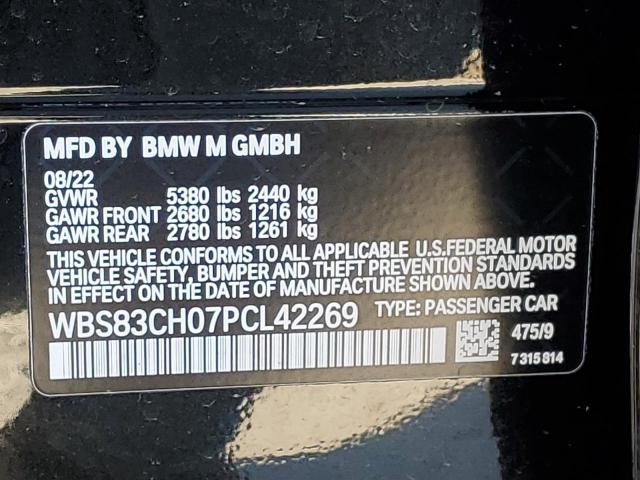 MFD BY BMW M GMBH
08/22
GVWR 5380 lbs 2440 kg
GAWR FRONT 2680 lbs 1216 kg
GAWR REAR 2780 lbs 1261 kg
THIS VEHICLE CONFORMS TO ALL APPLICABLE U.S.FEDERAL MOTOR
VEHICLE SAFETY, BUMPER AND THEFT PREVENTION STANDARDS
IN EFFECT ON THE DATE OF MANUFACTURE SHOWN ABOVE.
WBS83CH07PCL42269 TYPE: PASSENGER CAR
475/9
7 315 814